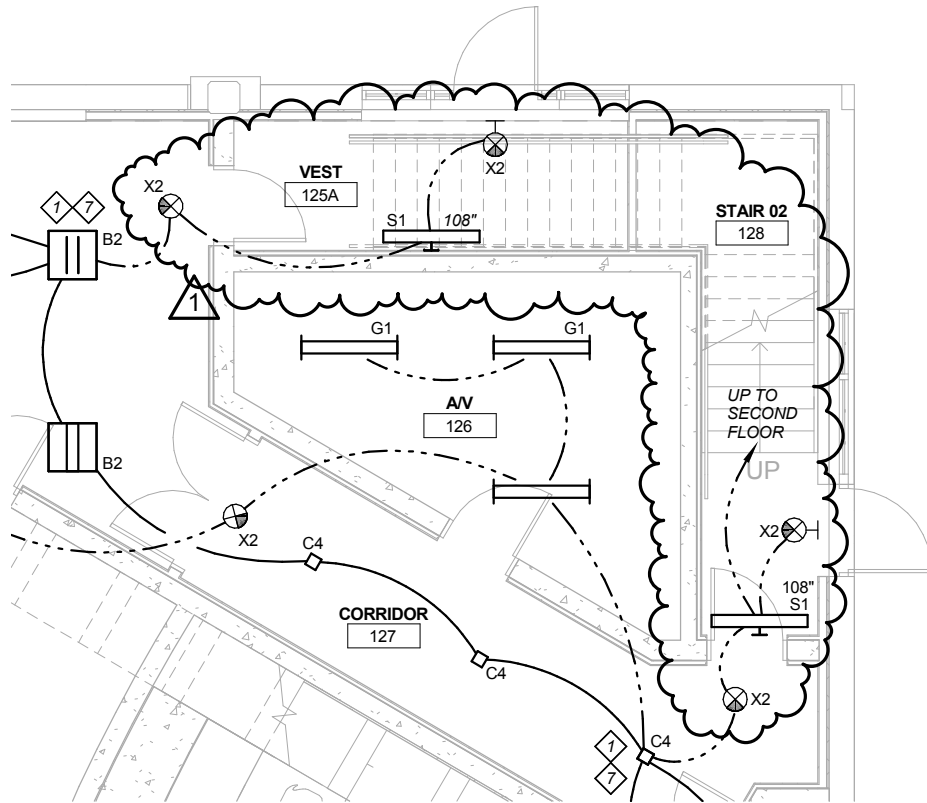 VEST
125A
X2
X2
S1 108"
STAIR 02
128
1 7
B2
1
G1
G1
A/V
126
UP TO
SECOND
FLOOR
UP
B2
X2
X2
C4
108"
S1
CORRIDOR
127
C4
X2
C4
1
7